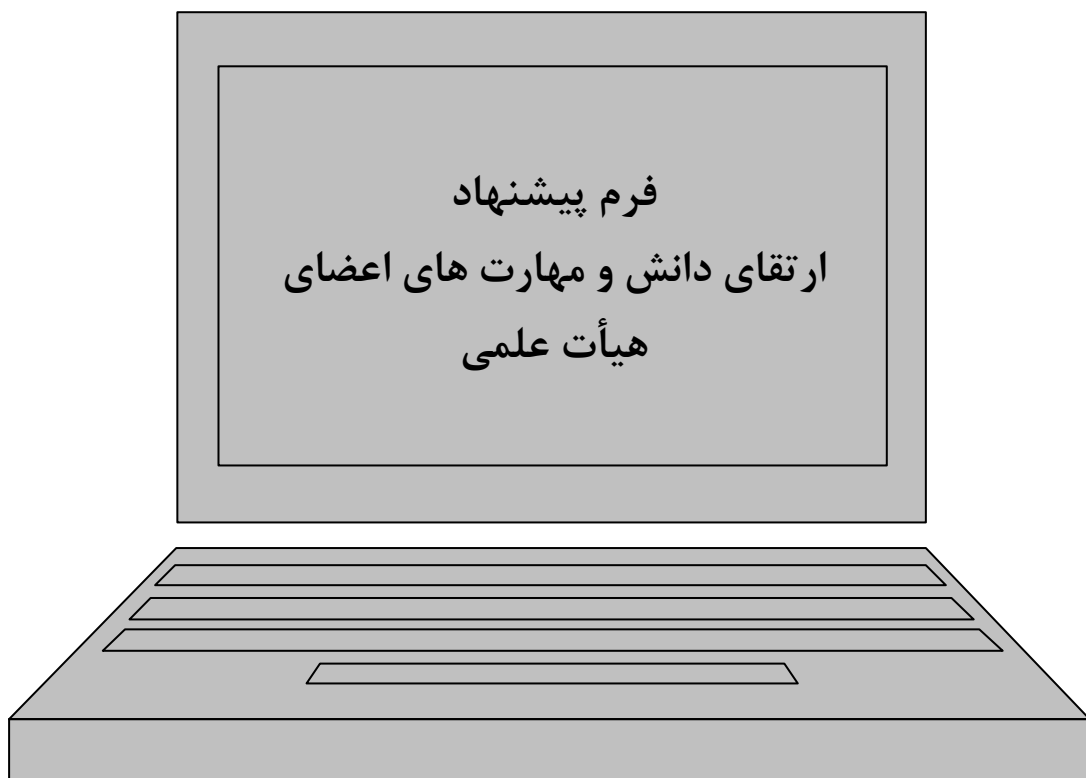 فرم پیشنهاد
ارتقای دانش و مهارت های اعضای
هیأت علمی